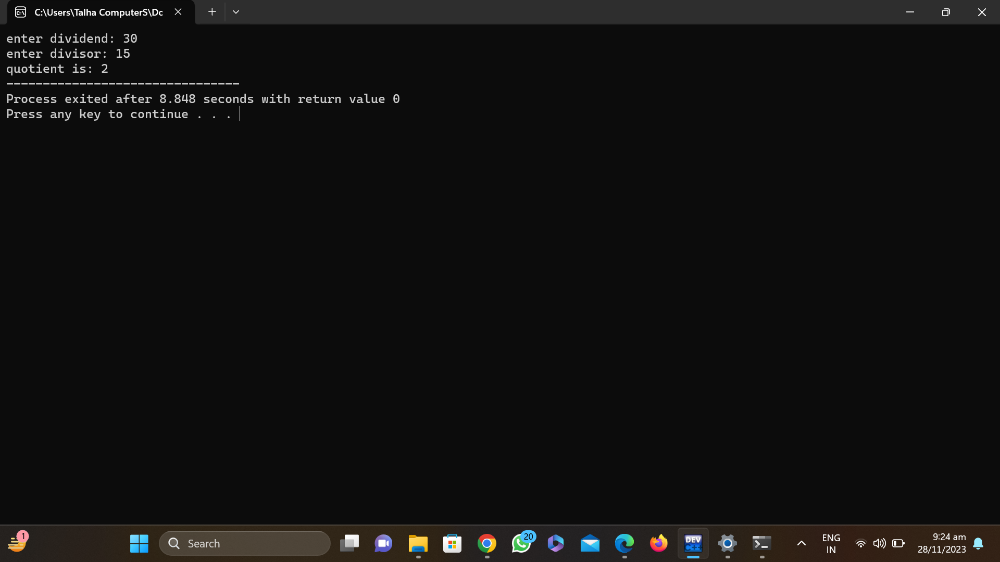 C:\Users\Talha ComputerS\Do
enter dividend: 30
enter divisor: 15
quotient is: 2
--------------------------------
Process exited after 8.848 seconds with return value 0
Press any key to continue . . .
1
Search
20
DEV
C++
ENG
IN
9:24 am
28/11/2023